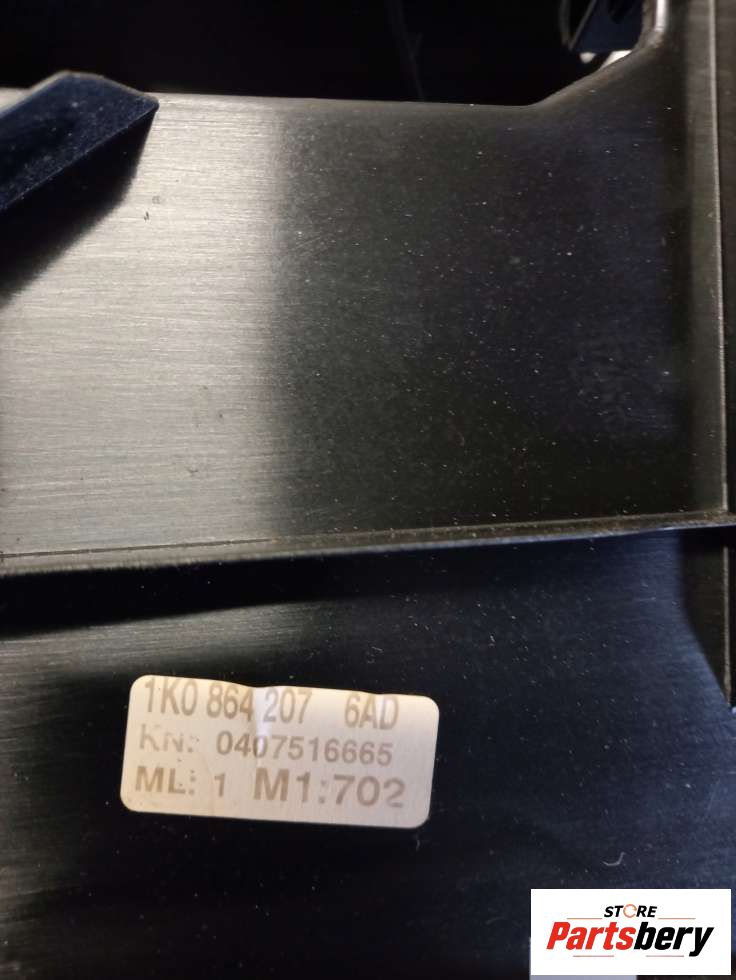 1K0 864 207 6AD
KN: 0407516665
ML: 1 M1:702
STORE
Partsbery